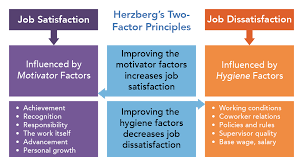 Herzberg's Two-
Factor Principles
Job Satisfaction
Influenced by
Motivator Factors
• Achievement
• Recognition
• Responsibility
• The work itself
• Advancement
• Personal growth
Improving the
motivator factors
increases job
satisfaction
Improving the
hygiene factors
decreases job
dissatisfaction
Job Dissatisfaction
Influenced by
Hygiene Factors
• Working conditions
• Coworker relations
• Policies and rules
• Supervisor quality
• Base wage, salary